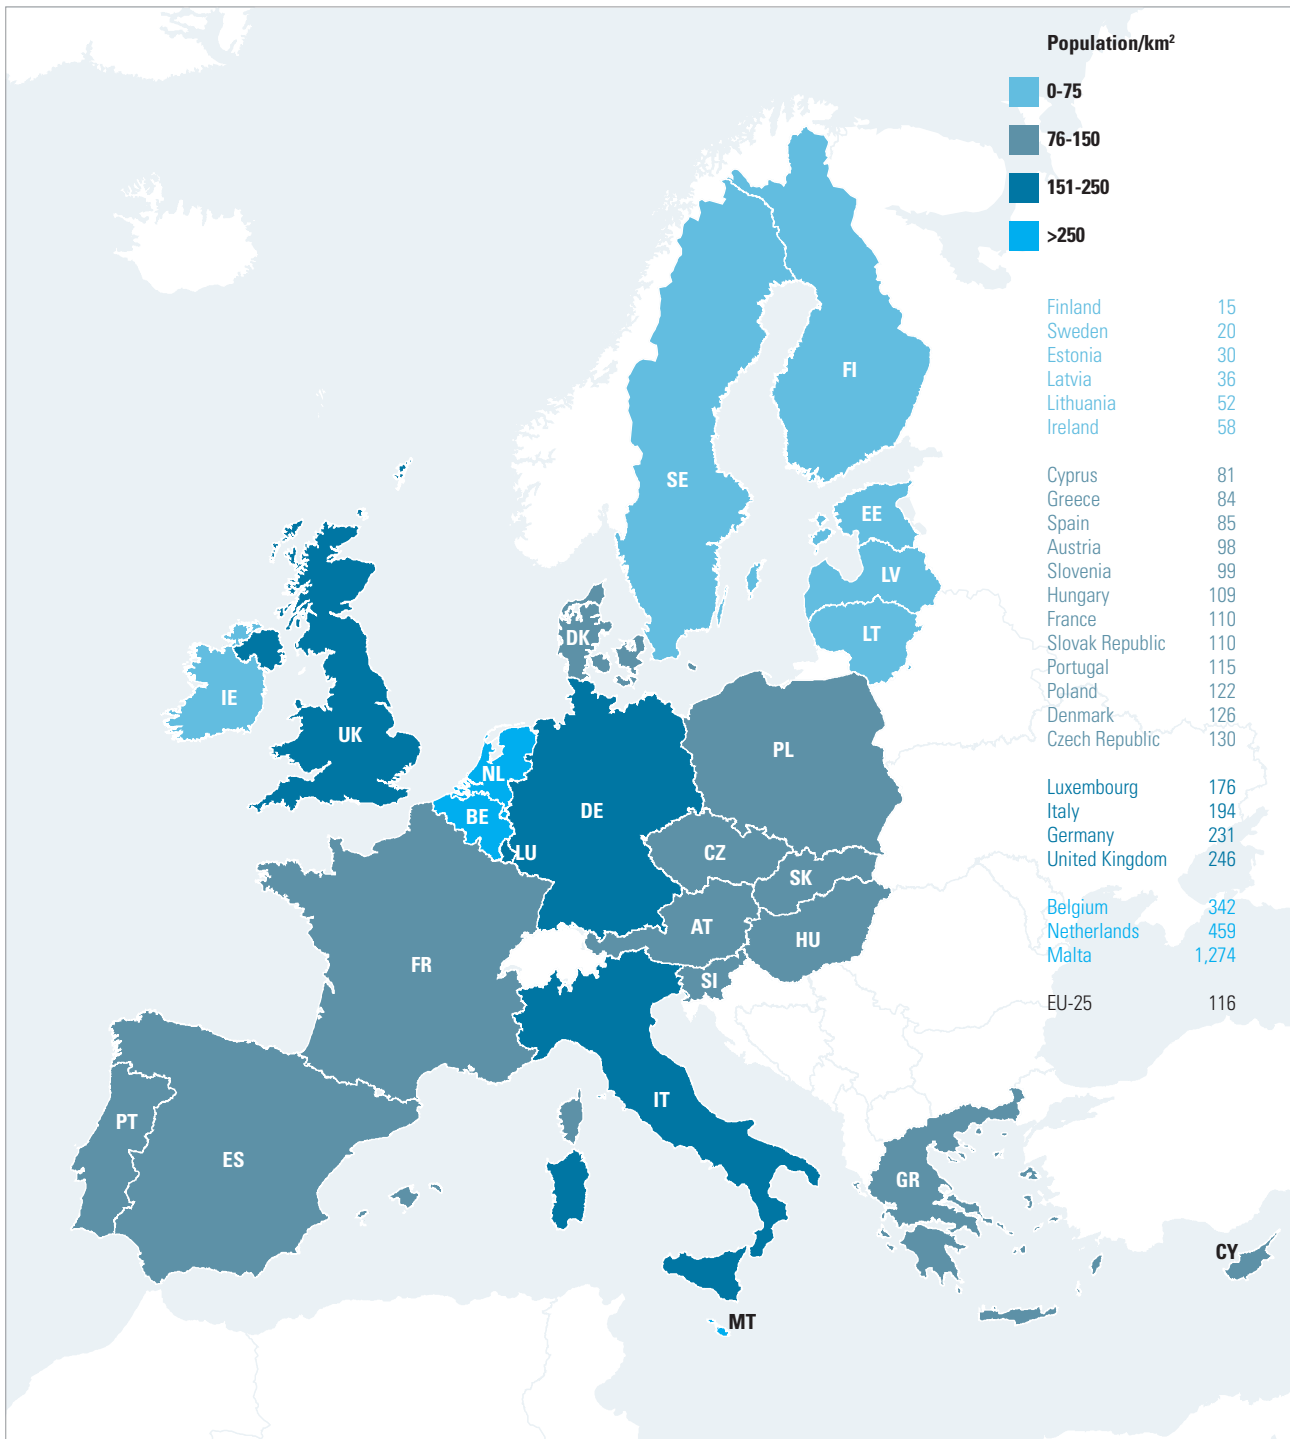 Population/km²
0-75
76-150
151-250
>250
Finland 15
Sweden 20
Estonia 30
Latvia 36
Lithuania 52
Ireland 58
Cyprus 81
Greece 84
Spain 85
Austria 98
Slovenia 99
Hungary 109
France 110
Slovak Republic 110
Portugal 115
Poland 122
Denmark 126
Czech Republic 130
Luxembourg 176
Italy 194
Germany 231
United Kingdom 246
Belgium 342
Netherlands 459
Malta 1,274
EU-25 116
FI
SE
EE
LV
LT
DK
IE
UK
PL
NL
BE
DE
LU
CZ
SK
AT
HU
FR
SI
IT
PT
ES
GR
CY
MT